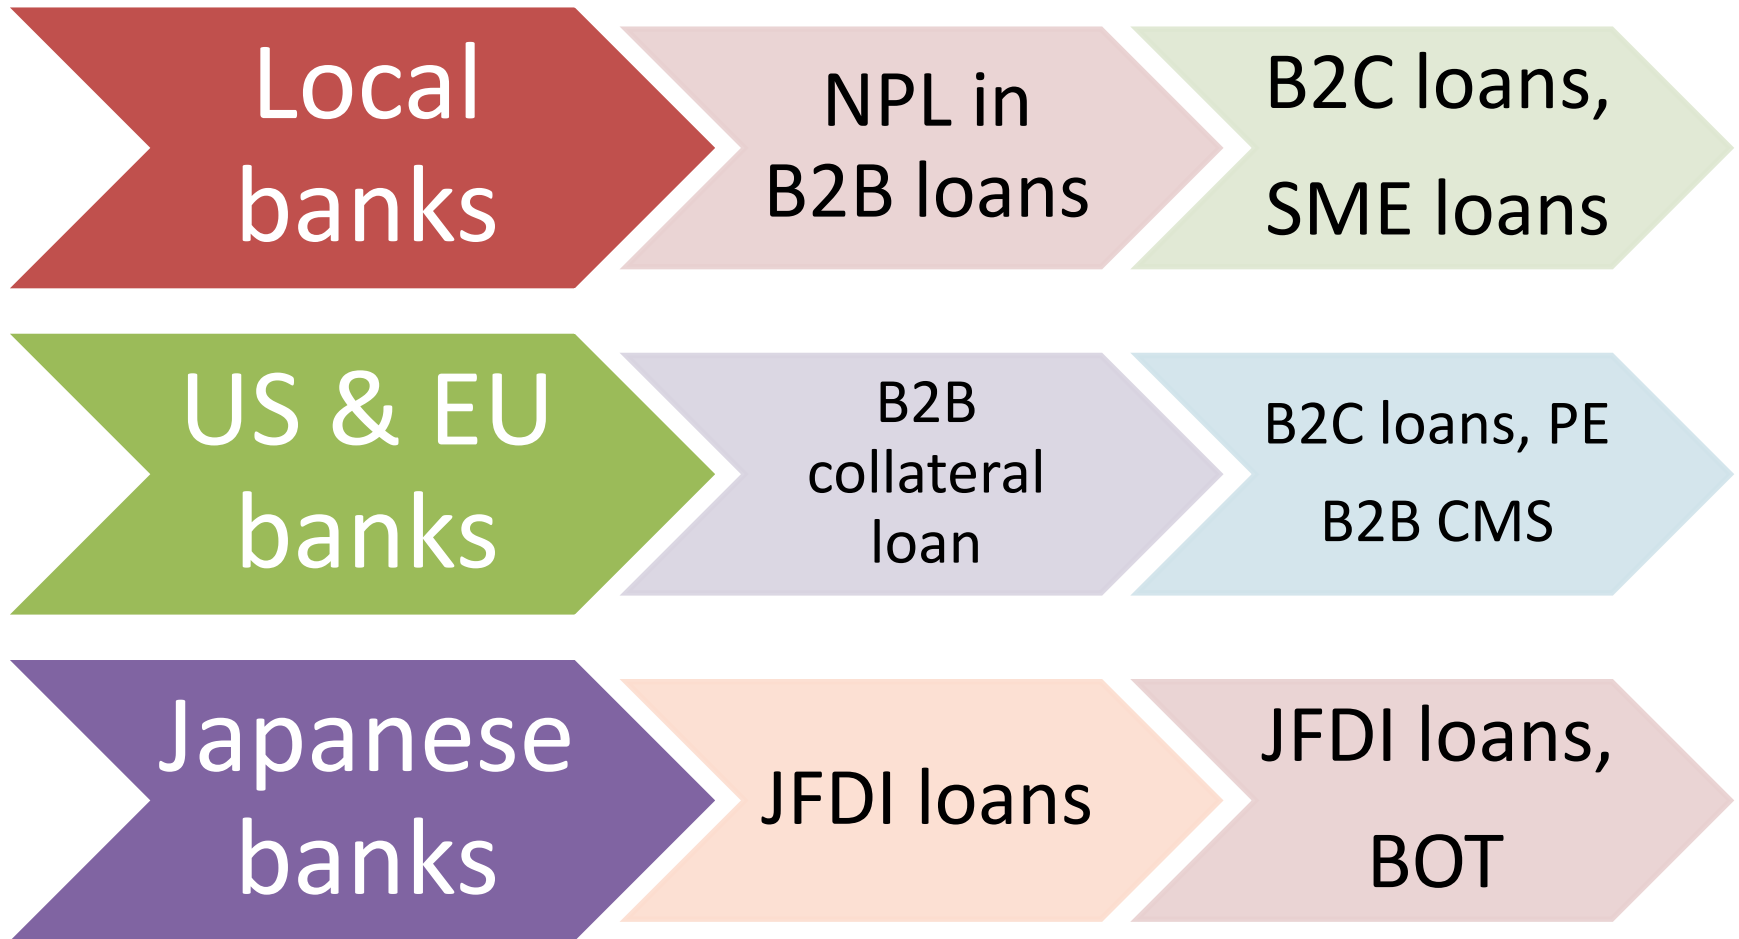 Local
banks
NPL in
B2B loans
B2C loans,
SME loans
US & EU
banks
B2B
collateral
loan
B2C loans, PE
B2B CMS
Japanese
banks
JFDI loans
JFDI loans,
BOT